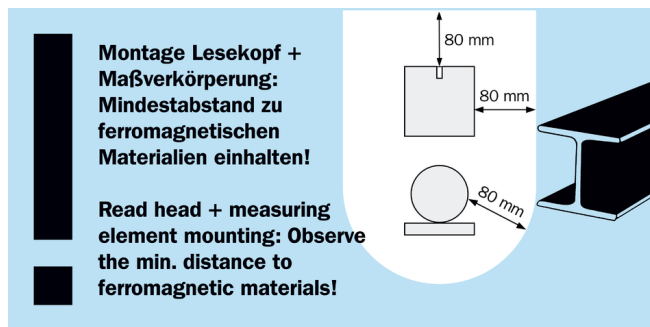 Montage Lesekopf +
Maßverkörperung:
Mindestabstand zu
ferromagnetischen
Materialien einhalten!
Read head + measuring
element mounting: Observe
the min. distance to
ferromagnetic materials!
80 mm
80 mm
80 mm